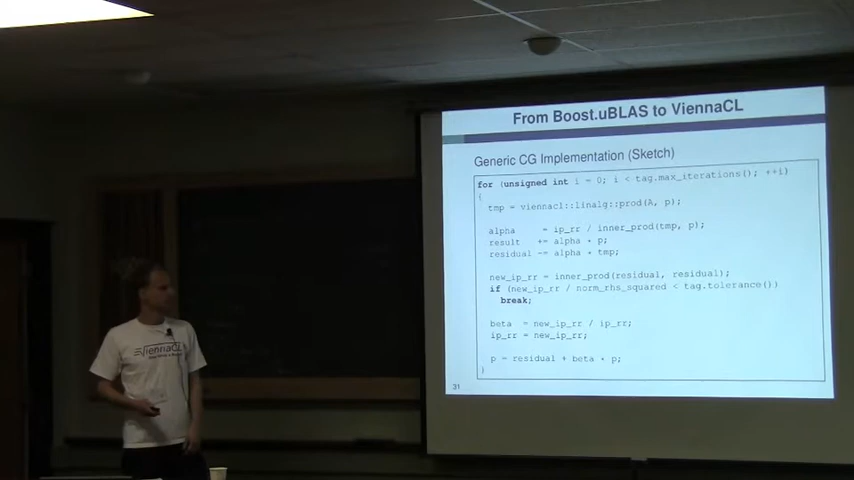 From Boost.uBLAS to ViennaCL
Generic CG Implementation (Sketch)
for (unsigned int i = 0; i < tag.max_iterations(); ++i)
{
tmp = viennacl::linalg::prod(A, p);
alpha = ip_rr / inner_prod(tmp, p);
result += alpha * p;
residual -= alpha * tmp;
new_ip_rr = inner_prod(residual, residual);
if (new_ip_rr / norm_rhs_squared < tag.tolerance())
break;
beta = new_ip_rr / ip_rr;
ip_rr = new_ip_rr;
p = residual + beta * p;
}
31
ViennaCL